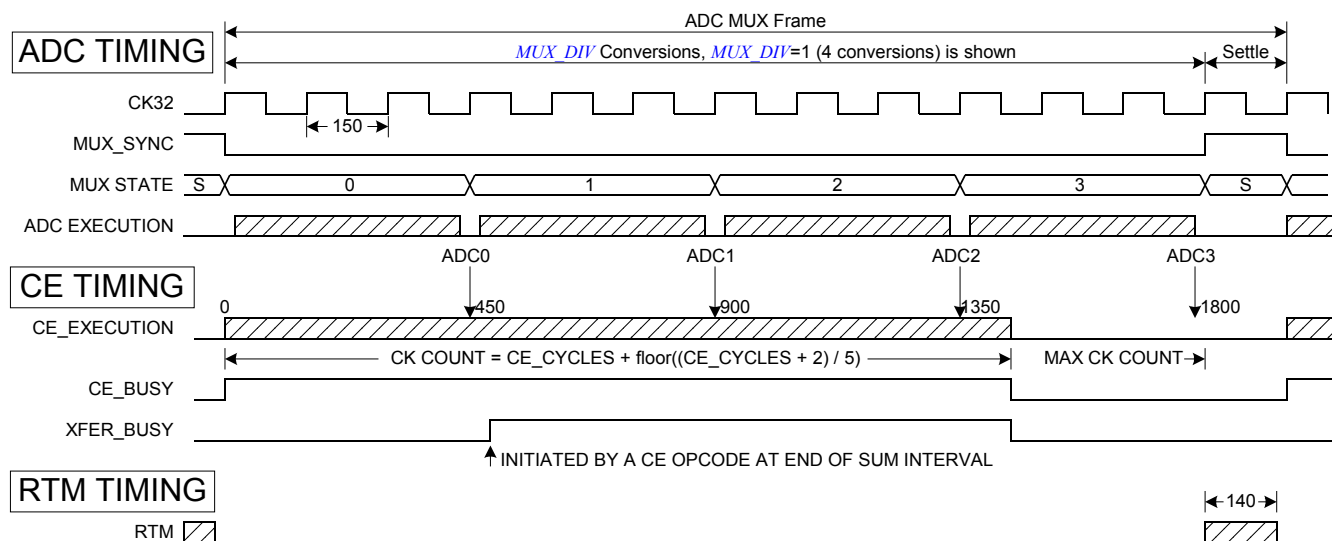 ADC MUX Frame
ADC TIMING
MUX_DIV Conversions, MUX_DIV=1 (4 conversions) is shown
Settle
CK32
150
MUX_SYNC
MUX STATE
S
0
1
2
3
S
ADC EXECUTION
ADC0
ADC1
ADC2
ADC3
CE TIMING
0
450
900
1350
1800
CE_EXECUTION
CK COUNT = CE_CYCLES + floor((CE_CYCLES + 2) / 5)
MAX CK COUNT
CE_BUSY
XFER_BUSY
INITIATED BY A CE OPCODE AT END OF SUM INTERVAL
RTM TIMING
140
RTM